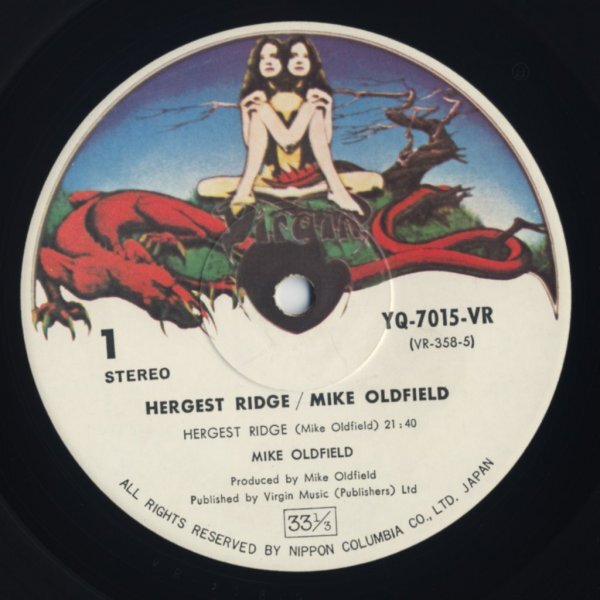 Virgin
YQ-7015-VR
(VR-358-5)
1
STEREO
HERGEST RIDGE / MIKE OLDFIELD
HERGEST RIDGE (Mike Oldfield) 21:40
MIKE OLDFIELD
Produced by Mike Oldfield
Published by Virgin Music (Publishers) Ltd
33 1/3
ALL RIGHTS RESERVED BY NIPPON COLUMBIA CO., LTD. JAPAN